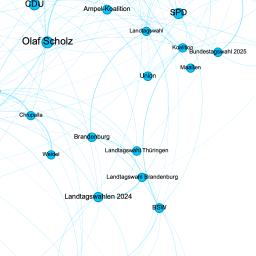 CDU
Ampel-Koalition
SPD
Landtagswahl
Olaf Scholz
Koalition
Bundestagswahl 2025
Maaßen
Union
Chrupalla
Brandenburg
Landtagswahl Thüringen
Weidel
Landtagswahl Brandenburg
Landtagswahlen 2024
BSW